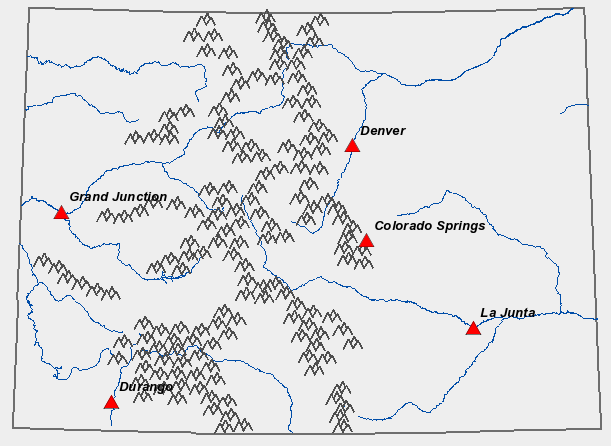 Denver
Grand Junction
Colorado Springs
La Junta
Durango